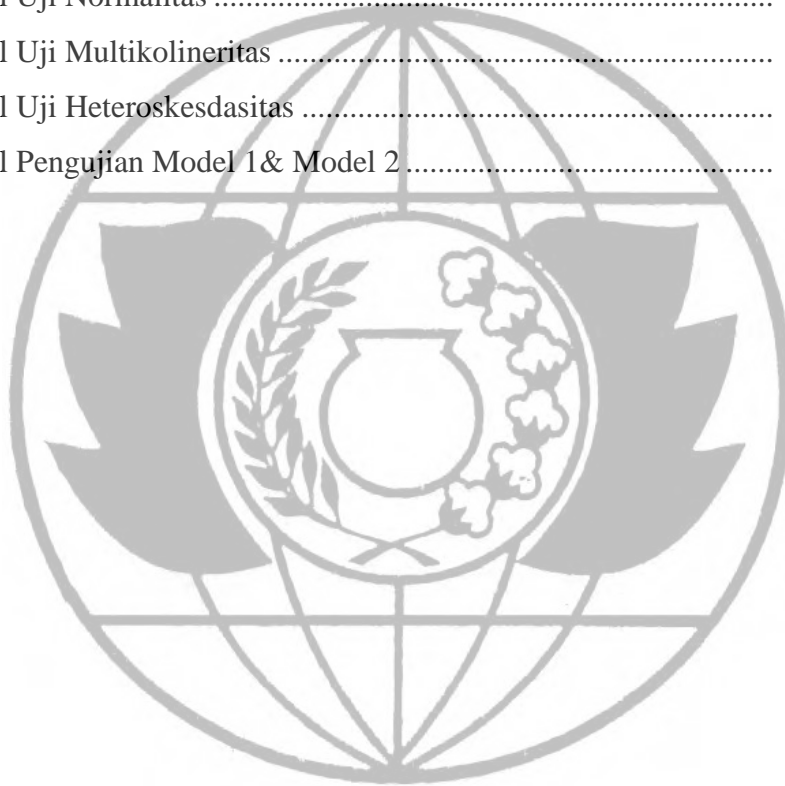 l Uji Normalitas ......................................................................
l Uji Multikolineritas ..............................................................
l Uji Heteroskesdasitas ...........................................................
l Pengujian Model 1& Model 2 ..............................................